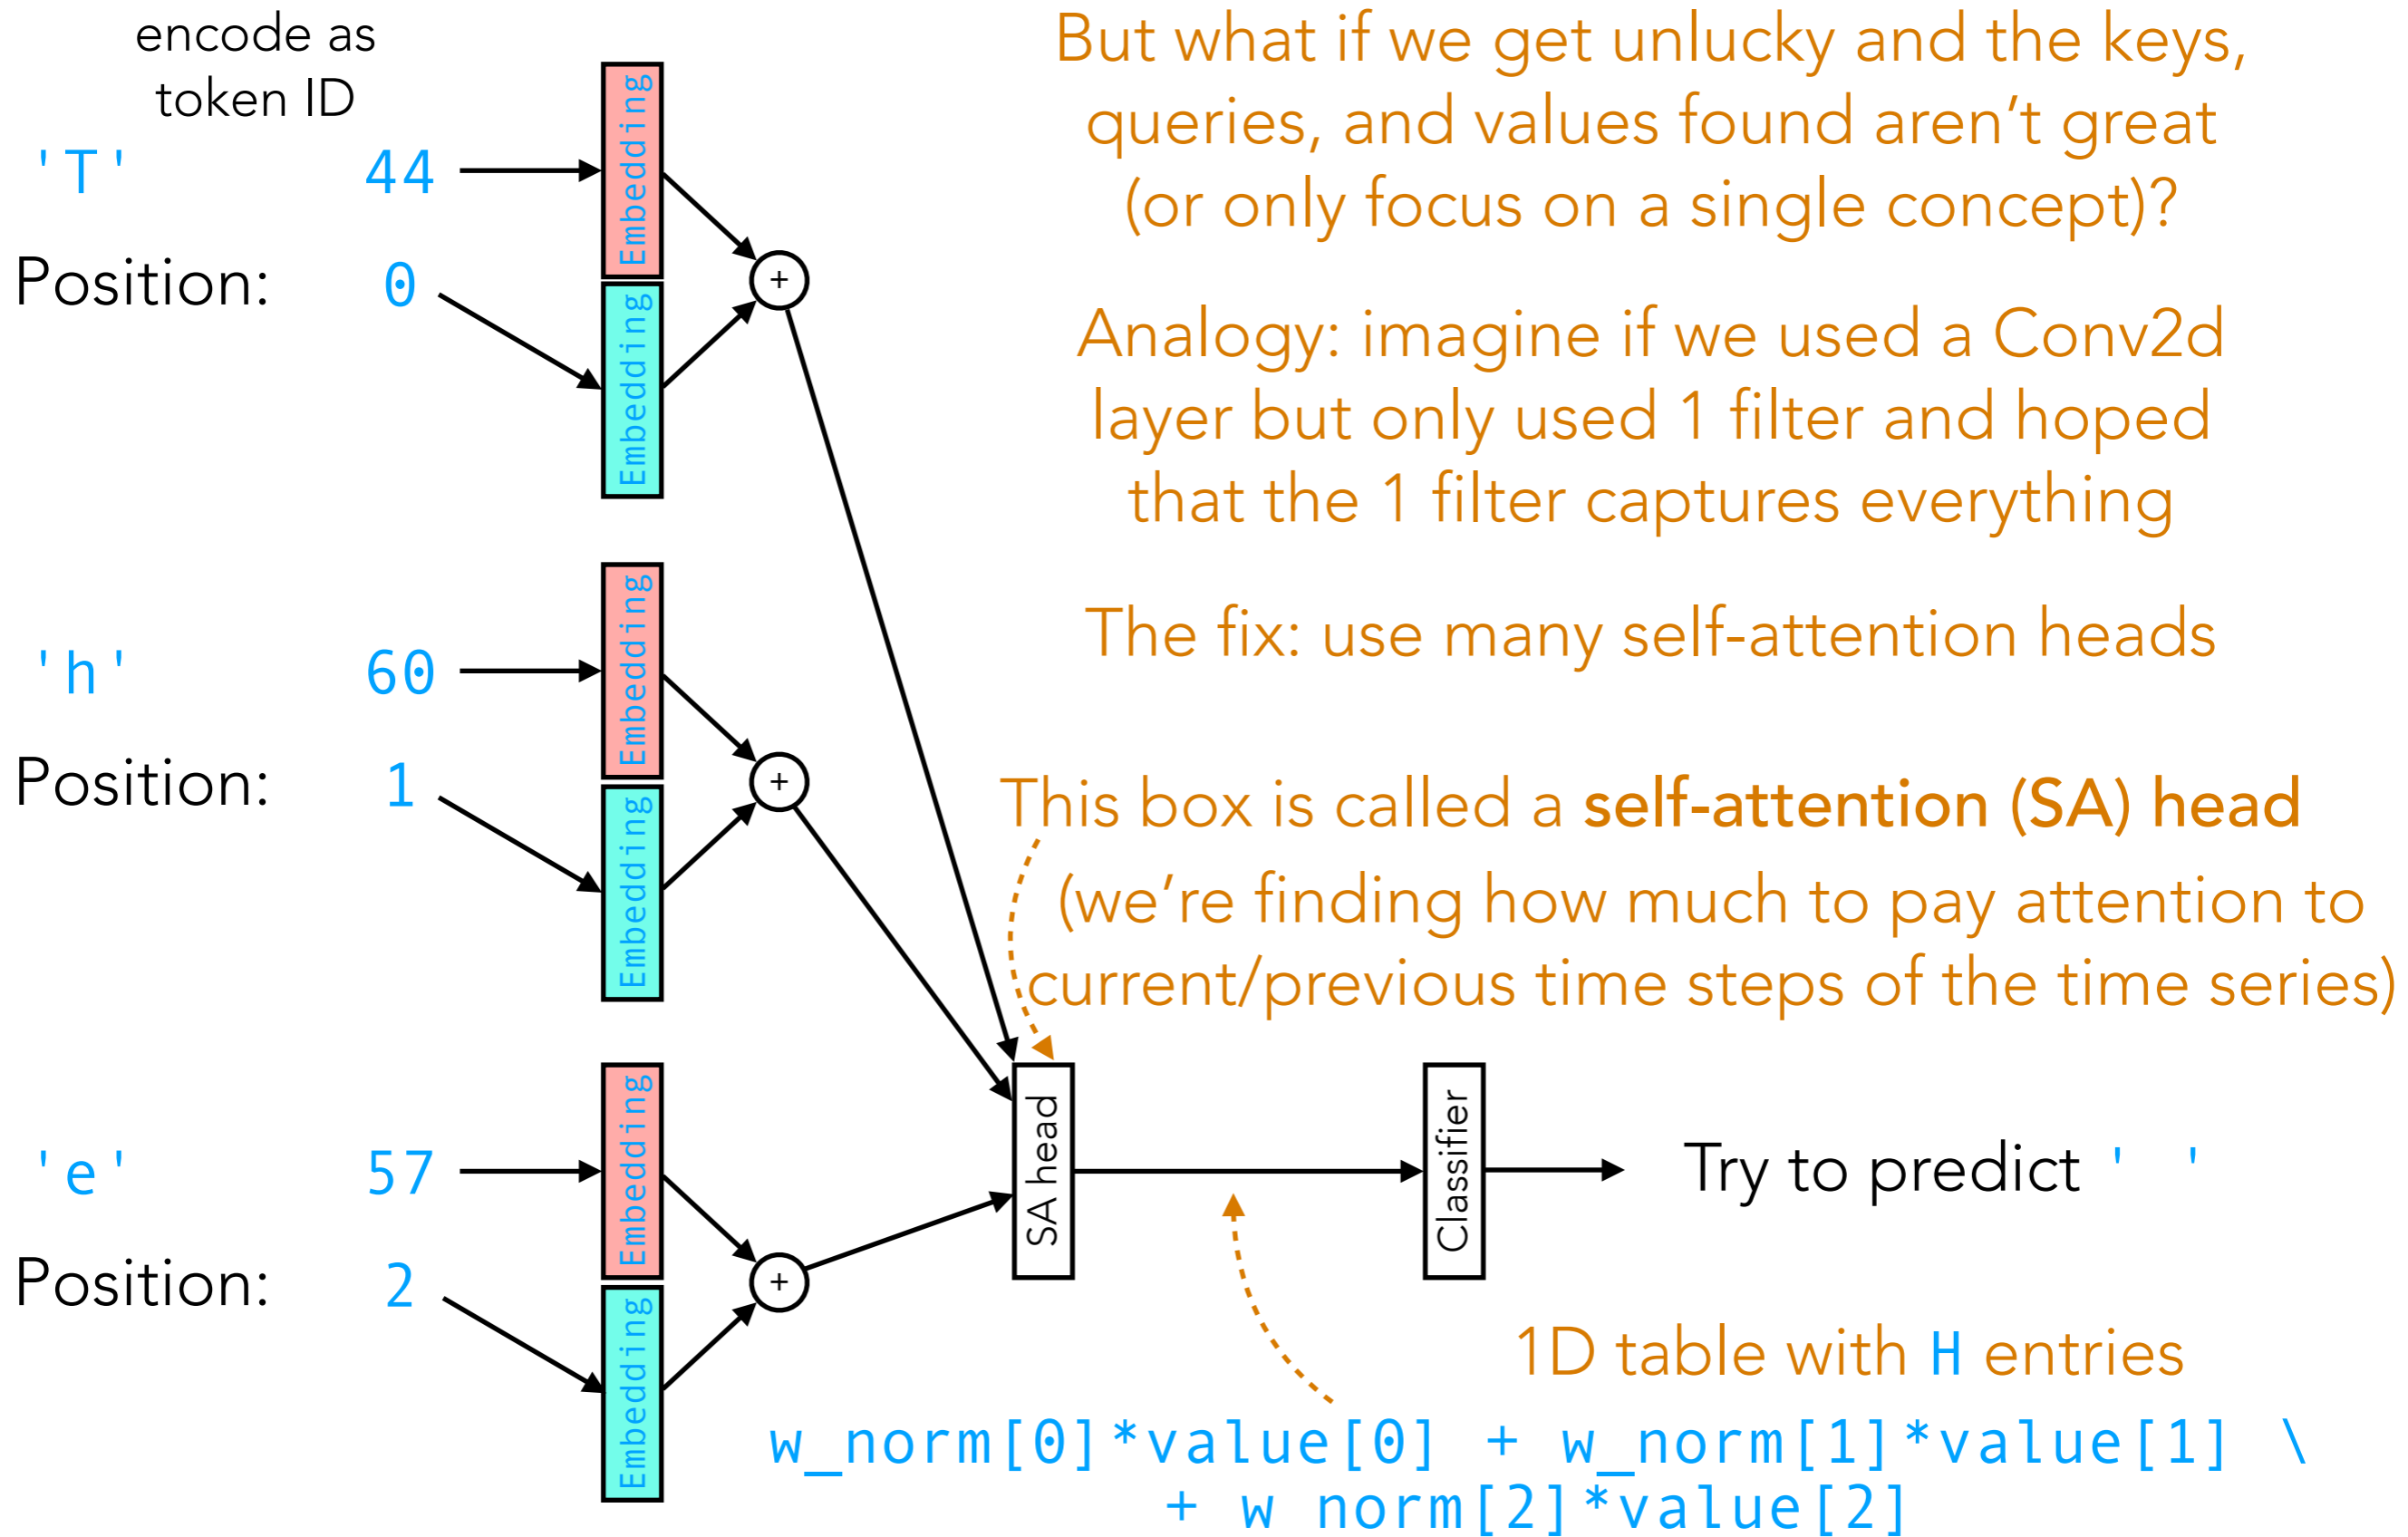 encode as
token ID
'T' 44
Position: 0
Embedding
Embedding
+
'h' 60
Position: 1
Embedding
Embedding
+
'e' 57
Position: 2
Embedding
Embedding
+
But what if we get unlucky and the keys,
queries, and values found aren't great
(or only focus on a single concept)?
Analogy: imagine if we used a Conv2d
layer but only used 1 filter and hoped
that the 1 filter captures everything
The fix: use many self-attention heads
This box is called a self-attention (SA) head
(we're finding how much to pay attention to
current/previous time steps of the time series)
SA head
Classifier
Try to predict ' '
1D table with H entries
w_norm[0]*value[0] + w_norm[1]*value[1] \
+ w norm[2]*value[2]